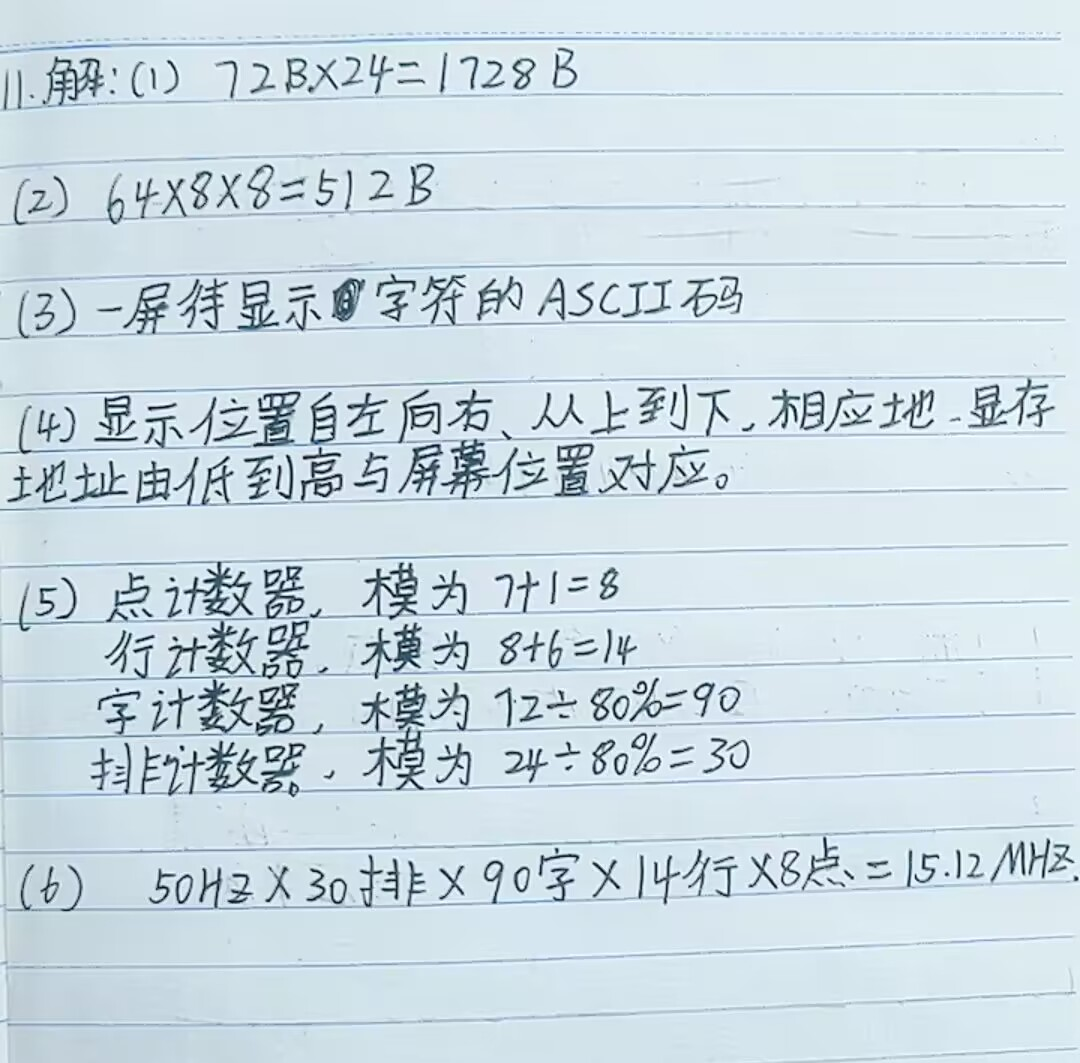 11.解:(1) 72B×24=1728B
(2) 64×8×8=512B
(3) 一屏待显示字符的ASCII码
(4) 显示位置自左向右、从上到下,相应地,显存
地址由低到高与屏幕位置对应。
(5) 点计数器,模为 7+1=8
行计数器,模为 8+6=14
字计数器,模为 72÷80%=90
排计数器,模为 24÷80%=30
(6) 50HZ×30排×90字×14行×8点=15.12MHZ.